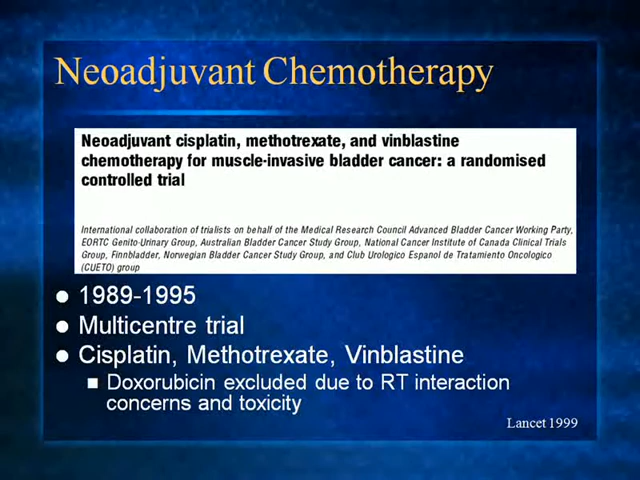 Neoadjuvant Chemotherapy
Neoadjuvant cisplatin, methotrexate, and vinblastine
chemotherapy for muscle-invasive bladder cancer: a randomised
controlled trial
International collaboration of trialists on behalf of the Medical Research Council Advanced Bladder Cancer Working Party,
EORTC Genito-Urinary Group, Australian Bladder Cancer Study Group, National Cancer Institute of Canada Clinical Trials
Group, Finnbladder, Norwegian Bladder Cancer Study Group, and Club Urologico Espanol de Tratamiento Oncologico
(CUETO) group
1989-1995
Multicentre trial
Cisplatin, Methotrexate, Vinblastine
Doxorubicin excluded due to RT interaction
concerns and toxicity
Lancet 1999